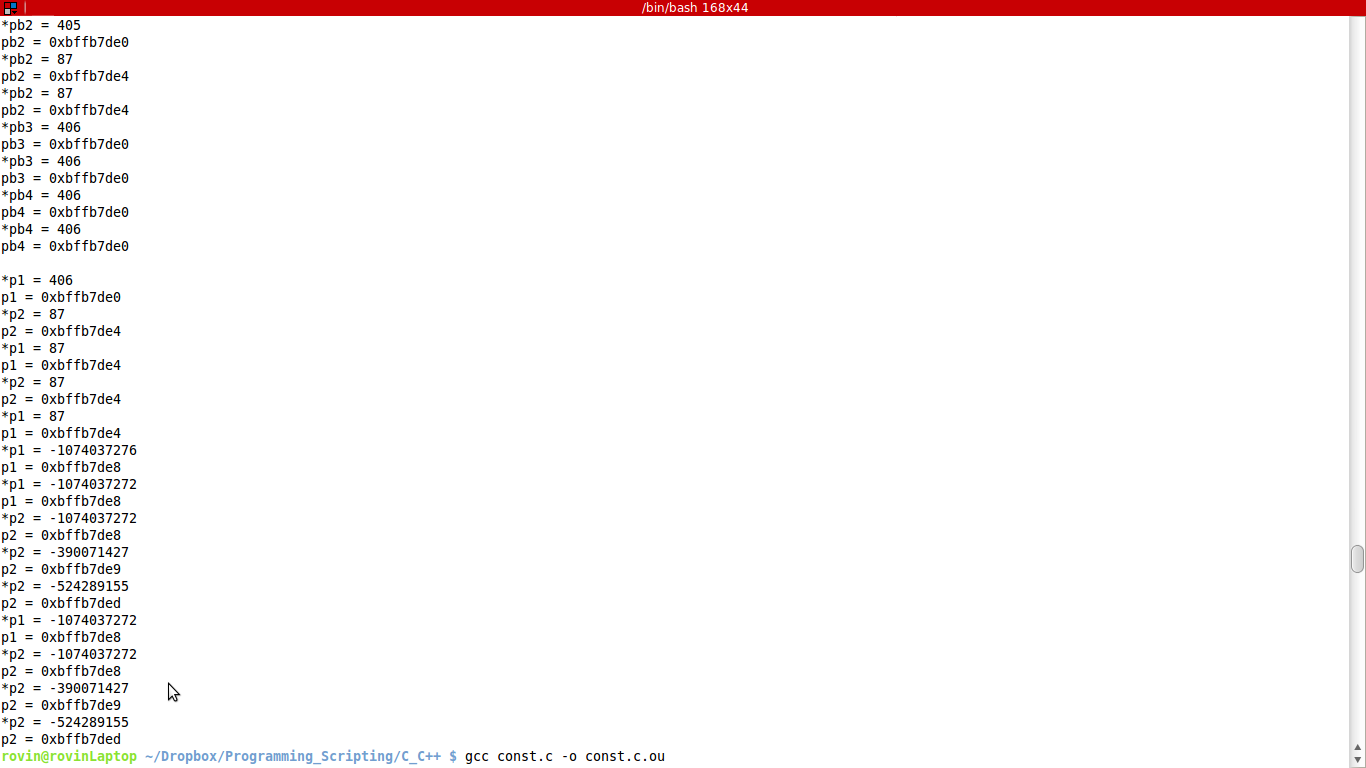 /bin/bash 168x44
*pb2 = 405
pb2 = 0xbffb7de0
*pb2 = 87
pb2 = 0xbffb7de4
*pb2 = 87
pb2 = 0xbffb7de4
*pb3 = 406
pb3 = 0xbffb7de0
*pb3 = 406
pb3 = 0xbffb7de0
*pb4 = 406
pb4 = 0xbffb7de0
*pb4 = 406
pb4 = 0xbffb7de0

*p1 = 406
p1 = 0xbffb7de0
*p2 = 87
p2 = 0xbffb7de4
*p1 = 87
p1 = 0xbffb7de4
*p2 = 87
p2 = 0xbffb7de4
*p1 = 87
p1 = 0xbffb7de4
*p1 = -1074037276
p1 = 0xbffb7de8
*p1 = -1074037272
p1 = 0xbffb7de8
*p2 = -1074037272
p2 = 0xbffb7de8
*p2 = -390071427
p2 = 0xbffb7de9
*p2 = -524289155
p2 = 0xbffb7ded
*p1 = -1074037272
p1 = 0xbffb7de8
*p2 = -1074037272
p2 = 0xbffb7de8
*p2 = -390071427
p2 = 0xbffb7de9
*p2 = -524289155
p2 = 0xbffb7ded
rovin@rovinLaptop ~/Dropbox/Programming_Scripting/C_C++ $ gcc const.c -o const.c.ou